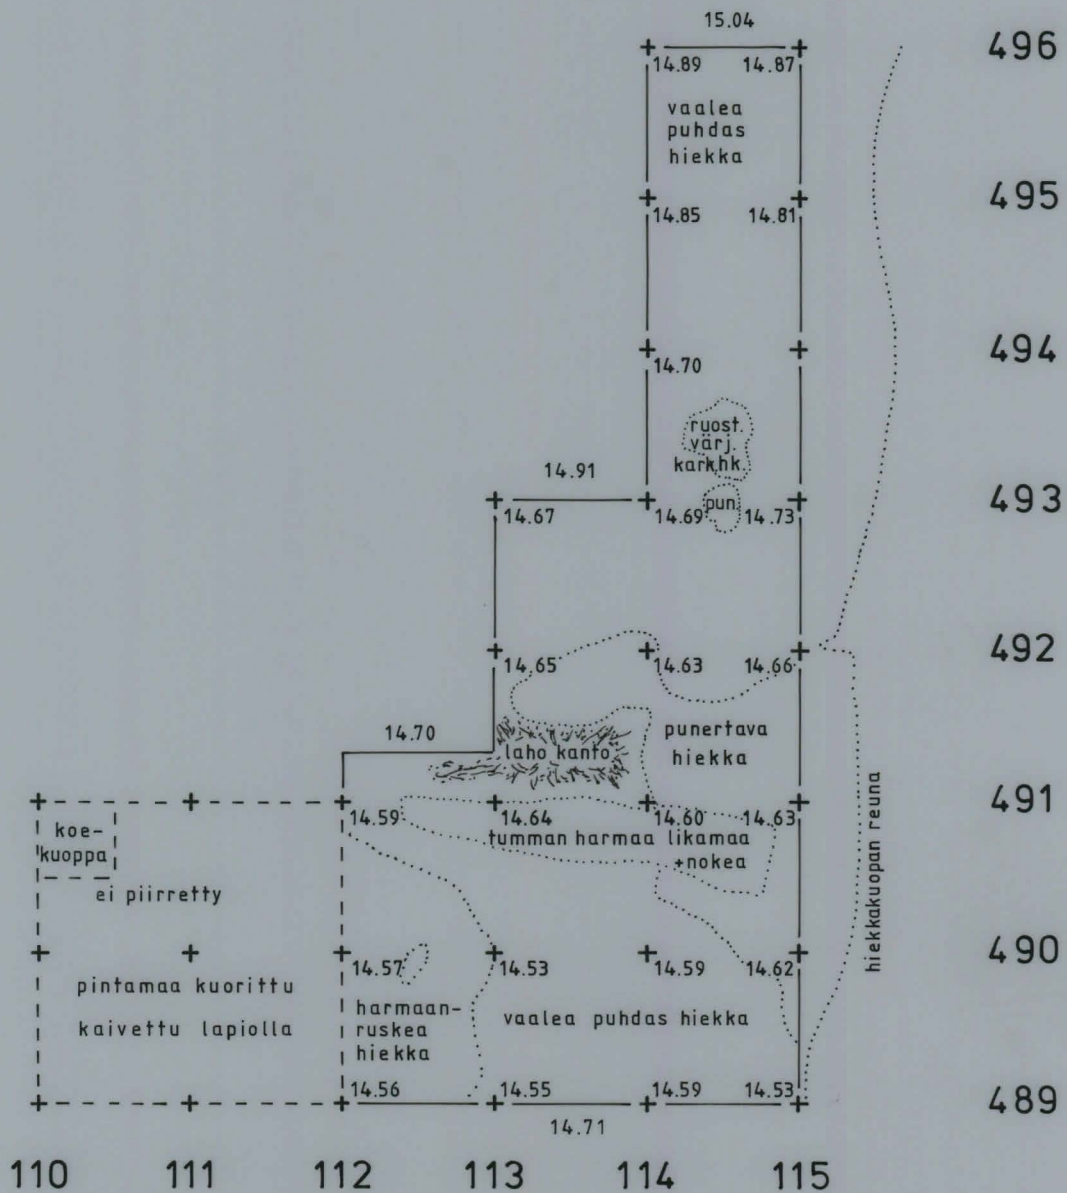 15.04
496
14.89 14.87
vaalea
puhdas
hiekka
495
14.85 14.81
494
14.70
ruost.
värj.
karkhk.
14.91
493
14.67 14.69 pun. 14.73
492
14.65 14.63 14.66
14.70
laho kanto
punertava
hiekka
hiekkakuopan reuna
491
14.59 14.64 14.60 14.63
koe-
kuoppa
tumman harmaa likamaa
+nokea
ei piirretty
490
14.57 14.53 14.59 14.62
pintamaa kuorittu
kaivettu lapiolla
harmaan-
ruskea
hiekka
vaalea puhdas hiekka
489
14.56 14.55 14.59 14.53
14.71
110 111 112 113 114 115